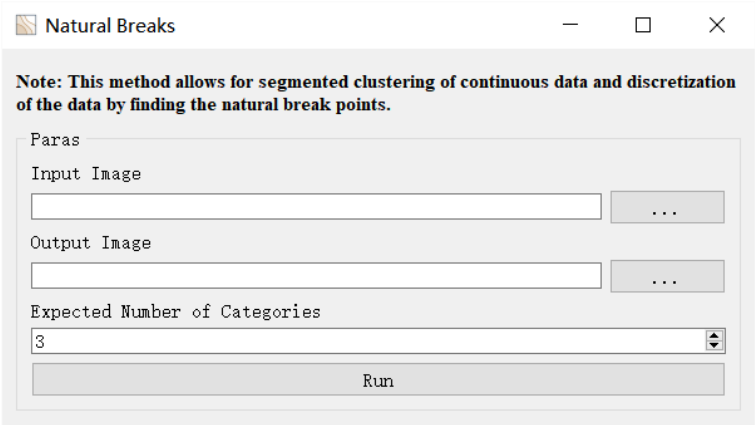 Natural Breaks
Note: This method allows for segmented clustering of continuous data and discretization
of the data by finding the natural break points.
Paras
Input Image
...
Output Image
...
Expected Number of Categories
3
Run